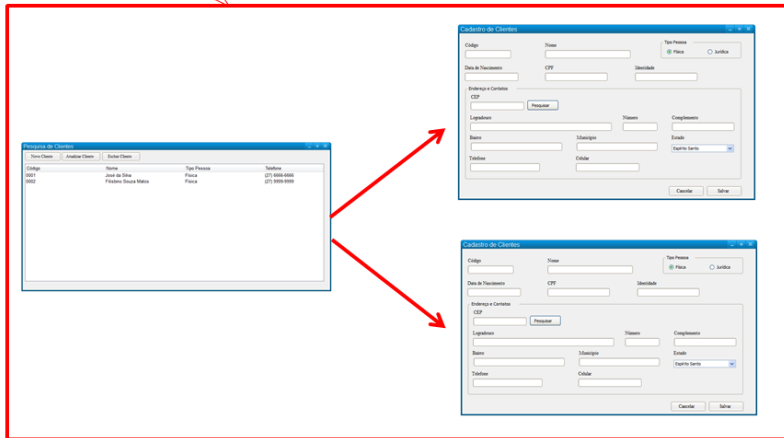 Pesquisa de Clientes
Novo Cliente Atualizar Cliente Excluir Cliente
Código Nome Tipo Pessoa Telefone
0001 José da Silva Física
0002 Souza Matos Física (27) 9999-9999
Cadastro de Clientes
Código Nome Tipo Pessoa
Física Jurídica
Data de Nascimento CPF Identidade
Endereço e Contatos
CEP
Pesquisar
Logradouro Número Complemento
Bairro Município Estado
Espírito Santo
Telefone Celular
Cancelar Salvar
Cadastro de Clientes
Código Nome Tipo Pessoa
Física Jurídica
Data de Nascimento CPF Identidade
Endereço e Contatos
CEP
Pesquisar
Logradouro Número Complemento
Bairro Município Estado
Espírito Santo
Telefone Celular
Cancelar Salvar